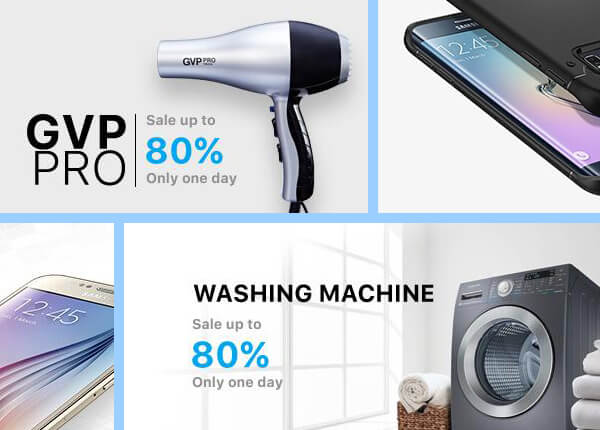 GVP PRO
GVP
PRO
Sale up to
80%
Only one day
12:45
12:45
SAMSUNG
WASHING MACHINE
Sale up to
80%
Only one day